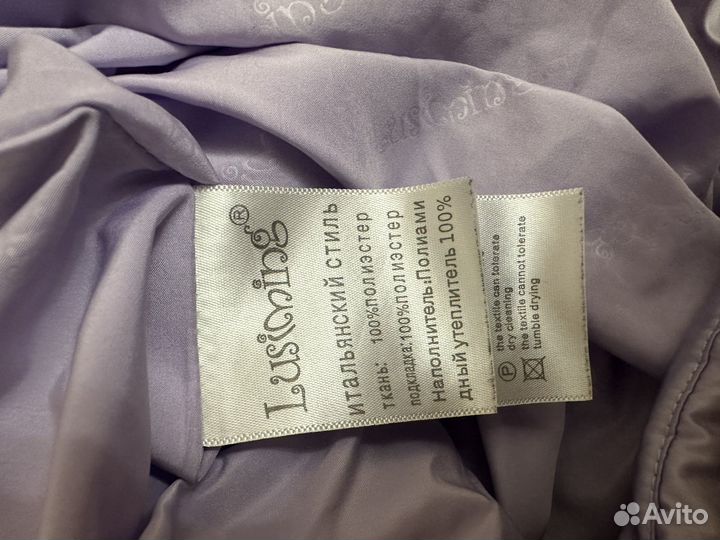 Lusiming®
ИТАЛЬЯНСКИЙ СТИЛЬ
ткань: 100%ПОЛИЭСТЕР
подкладка:100%ПОЛИЭСТЕР
Наполнитель:Полиами
дный утеплитель 100%
the textile can tolerate
dry cleaning
the textile cannot tolerate
tumble drying
P
Avito